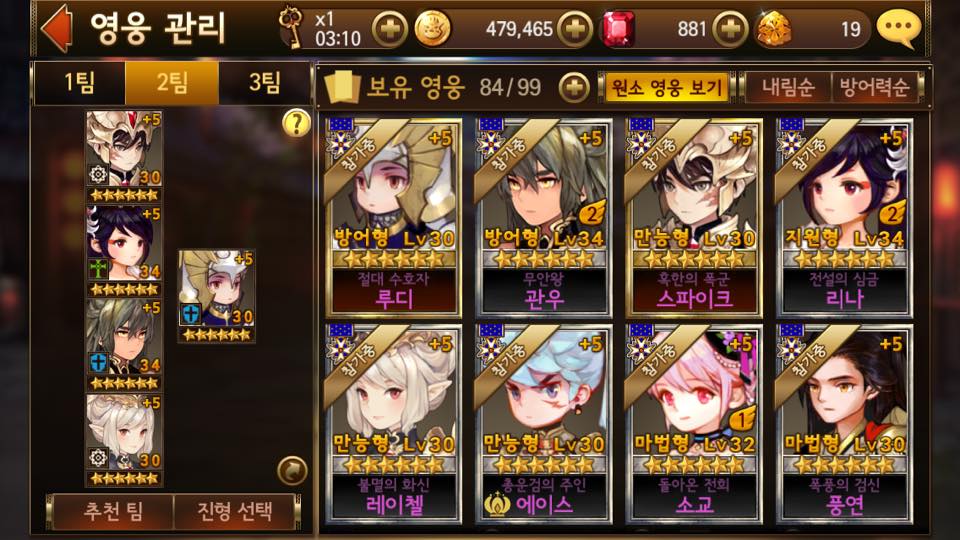 영웅 관리
x1
03:10
479,465
881
19
1팀
2팀
3팀
보유 영웅 84/99
원소 영웅 보기
내림순
방어력순
?
+5
30
+5
34
+5
34
+5
30
+5
30
추천 팀
진형 선택
참가중
+5
방어형 Lv30
절대 수호자
루디
참가중
+5
2
방어형 Lv34
무안왕
관우
참가중
+5
만능형 Lv30
혹한의 폭군
스파이크
참가중
+5
2
지원형 Lv34
전설의 심금
리나
참가중
+5
만능형 Lv30
불멸의 화신
레이첼
참가중
+5
만능형 Lv30
총운검의 주인
에이스
참가중
+5
1
마법형 Lv32
돌아온 전희
소교
참가중
+5
마법형 Lv30
폭풍의 검신
풍연